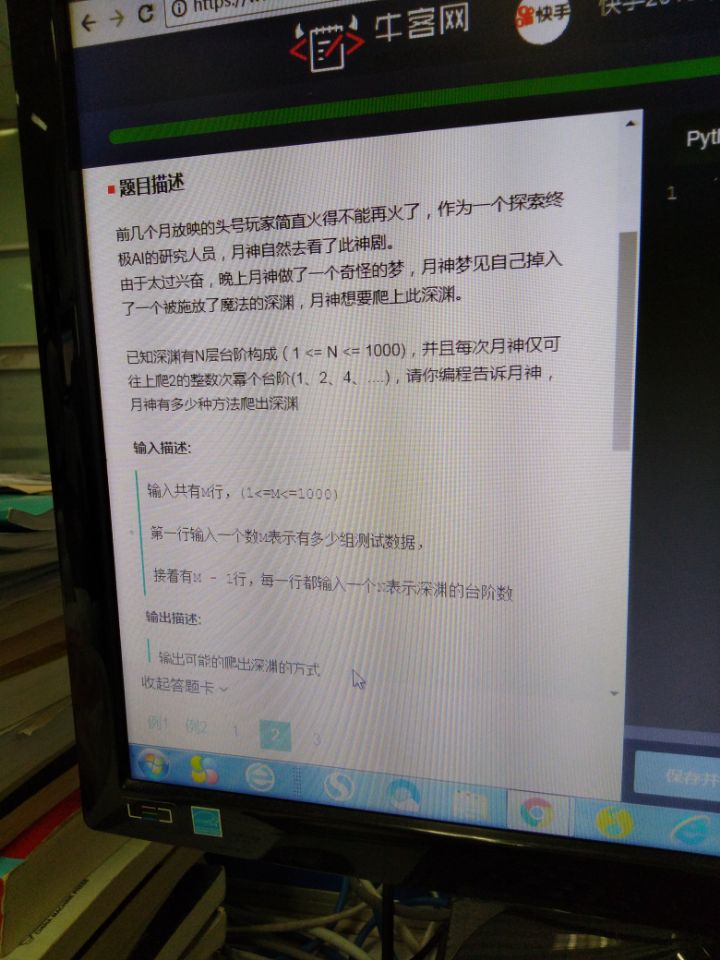 https://
牛客网
快手
快手20
Pyth
1
题目描述
前几个月放映的头号玩家简直火得不能再火了，作为一个探索终
极AI的研究人员，月神自然去看了此神剧。
由于太过兴奋，晚上月神做了一个奇怪的梦，月神梦见自己掉入
了一个被施放了魔法的深渊，月神想要爬上此深渊。
已知深渊有N层台阶构成（1 <= N <= 1000)，并且每次月神仅可
往上爬2的整数次幂个台阶(1、2、4、....)，请你编程告诉月神，
月神有多少种方法爬出深渊
输入描述:
输入共有M行，(1<=M<=1000)
第一行输入一个数M表示有多少组测试数据，
接着有M - 1行，每一行都输入一个N表示深渊的台阶数
输出描述:
输出可能的爬出深渊的方式
收起答题卡
例1 例2 1 2 3
保存并